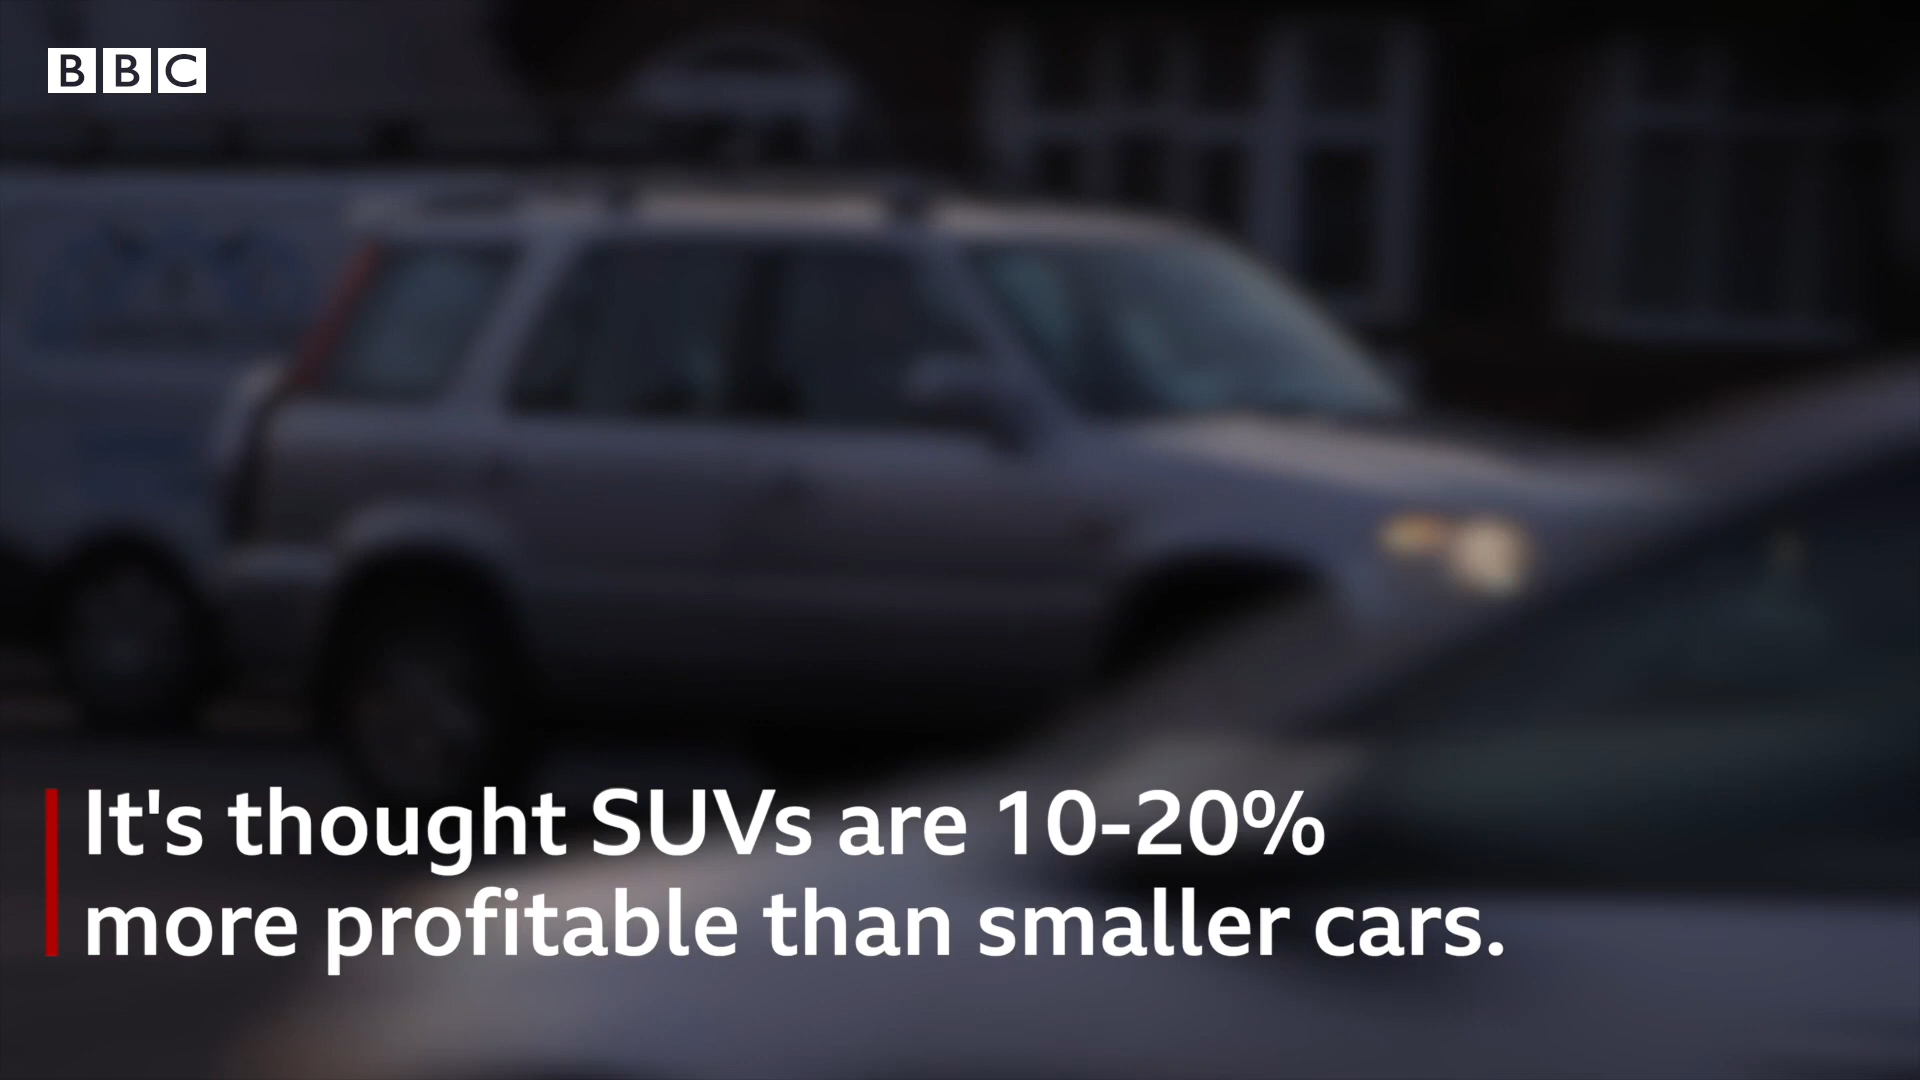 BBC
It's thought SUVs are 10-20%
more profitable than smaller cars.